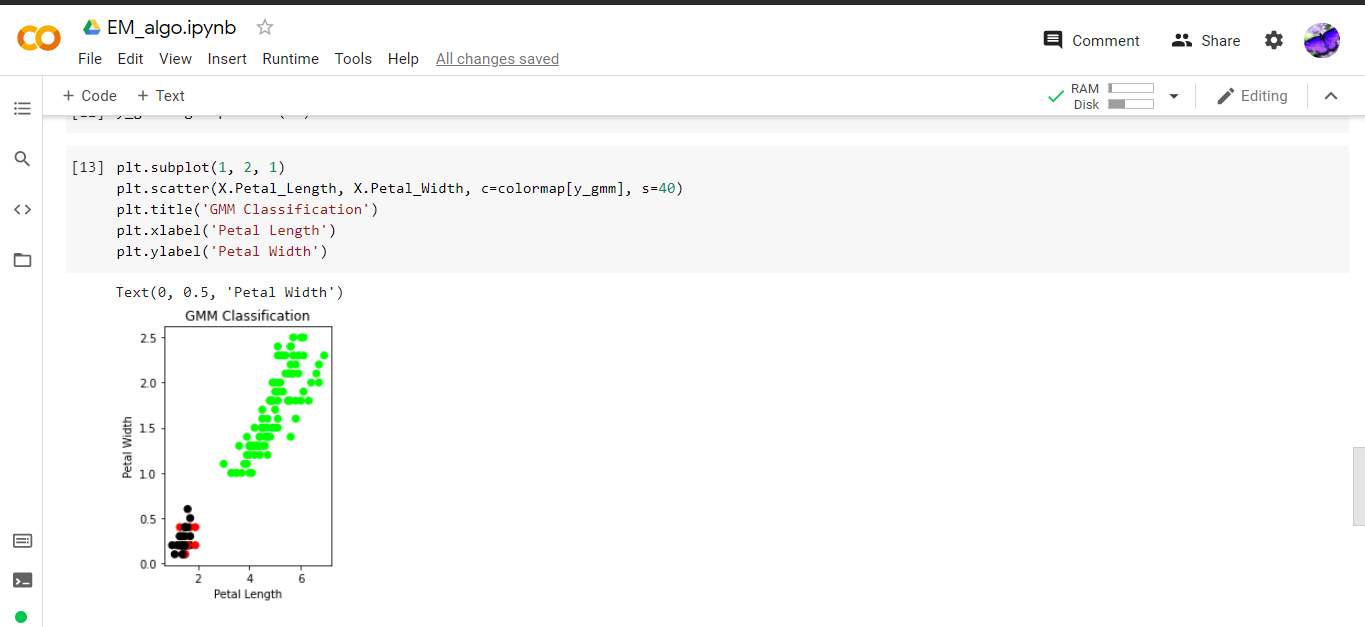 EM_algo.ipynb
Comment
Share
File Edit View Insert Runtime Tools Help All changes saved
+ Code + Text
RAM
Disk
Editing
[13] plt.subplot(1, 2, 1)
plt.scatter(X.Petal_Length, X.Petal_Width, c=colormap[y_gmm], s=40)
plt.title('GMM Classification')
plt.xlabel('Petal Length')
plt.ylabel('Petal Width')
Text(0, 0.5, 'Petal Width')
GMM Classification
2.5
2.0
1.5
1.0
0.5
0.0
Petal Width
2 4 6
Petal Length